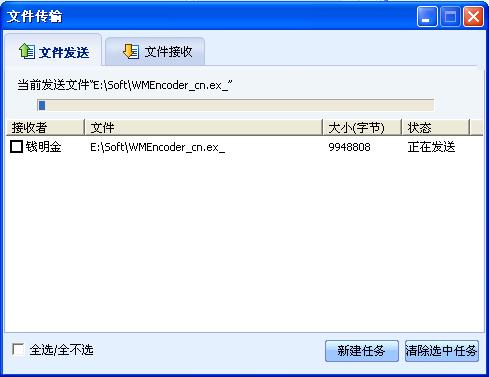 文件传输
文件发送 文件接收
当前发送文件“E:\Soft\WMEncoder_cn.ex_”
接收者 文件 大小(字节) 状态
钱明金 E:\Soft\WMEncoder_cn.ex_ 9948808 正在发送
全选/全不选 新建任务 清除选中任务